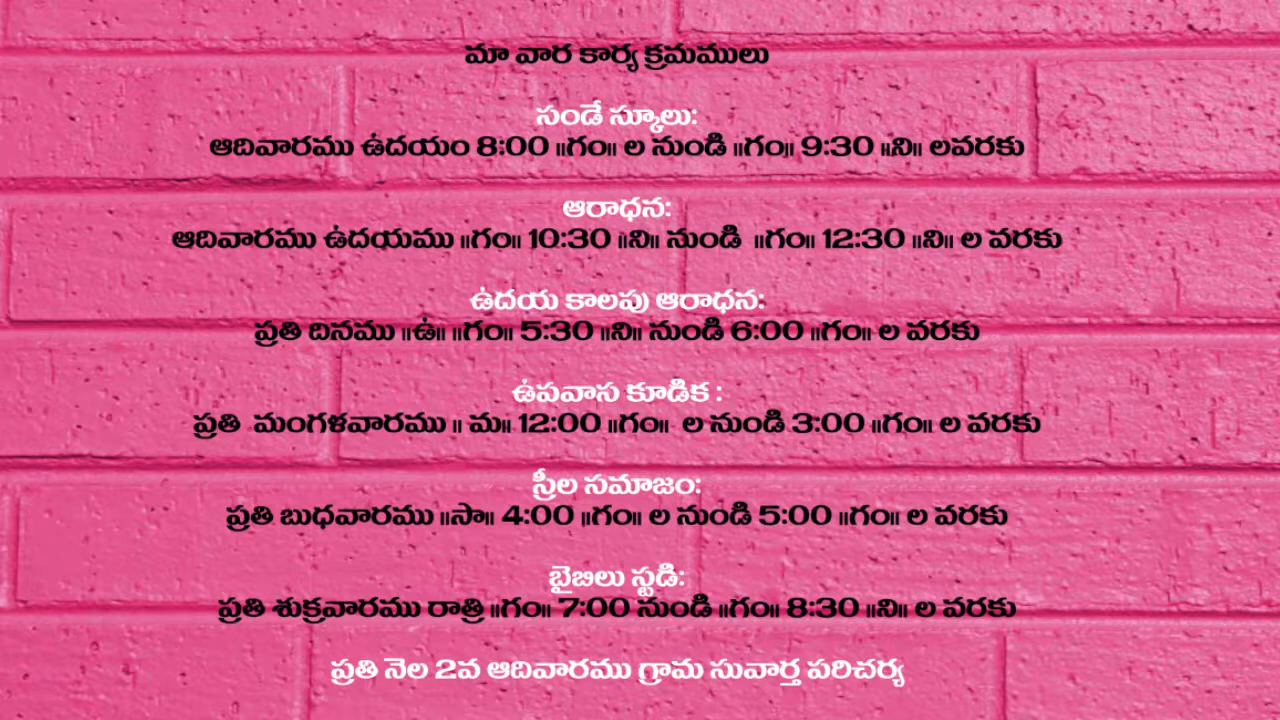 మా వార కార్య క్రమములు
సండే స్కూలు:
ఆదివారము ఉదయం 8:00 ॥గం॥ ల నుండి ॥గం॥ 9:30 ॥ని॥ లవరకు
ఆరాధన:
ఆదివారము ఉదయము ॥గం॥ 10:30 ॥ని॥ నుండి ॥గం॥ 12:30 ॥ని॥ ల వరకు
ఉదయ కాలపు ఆరాధన:
ప్రతి దినము ॥ఉ॥ ॥గం॥ 5:30 ॥ని॥ నుండి 6:00 ॥గం॥ ల వరకు
ఉపవాస కూడిక :
ప్రతి మంగళవారము ॥ మ॥ 12:00 ॥గం॥ ల నుండి 3:00 ॥గం॥ ల వరకు
స్రీల సమాజం:
ప్రతి బుధవారము ॥సా॥ 4:00 ॥గం॥ ల నుండి 5:00 ॥గం॥ ల వరకు
బైబిలు స్టడి:
ప్రతి శుక్రవారము రాత్రి ॥గం॥ 7:00 నుండి ॥గం॥ 8:30 ॥ని॥ ల వరకు
ప్రతి నెల 2వ ఆదివారము గ్రామ సువార్త పరిచర్య